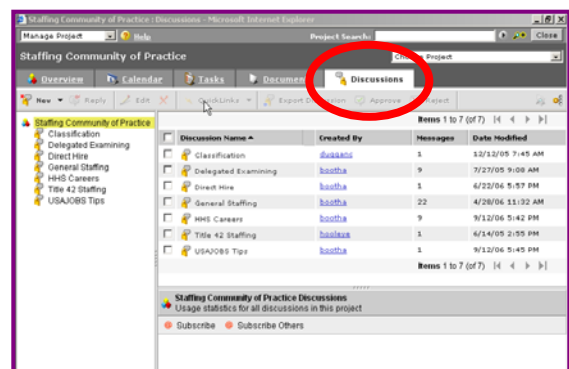 Staffing Community of Practice : Discussions - Microsoft Internet Explorer
Manage Project Help Project Search: Close
Staffing Community of Practice Choose Project
Overview Calendar Tasks Documents Discussions
New Reply Edit QuickLinks Export Discussion Approve Reject
Items 1 to 7 (of 7)
Staffing Community of Practice
Classification
Delegated Examining
Direct Hire
General Staffing
HHS Careers
Title 42 Staffing
USAJOBS Tips
Discussion Name Created By Messages Date Modified
Classification duggans 1 12/12/05 7:45 AM
Delegated Examining bootha 9 7/27/05 9:08 AM
Direct Hire bootha 1 6/22/06 5:57 PM
General Staffing bootha 22 4/28/06 11:32 AM
HHS Careers bootha 9 9/12/06 5:42 PM
Title 42 Staffing 1 6/14/05 2:55 PM
USAJOBS Tips bootha 1 9/12/06 5:45 PM
Items 1 to 7 (of 7)
Staffing Community of Practice Discussions
Usage statistics for all discussions in this project
Subscribe Subscribe Others